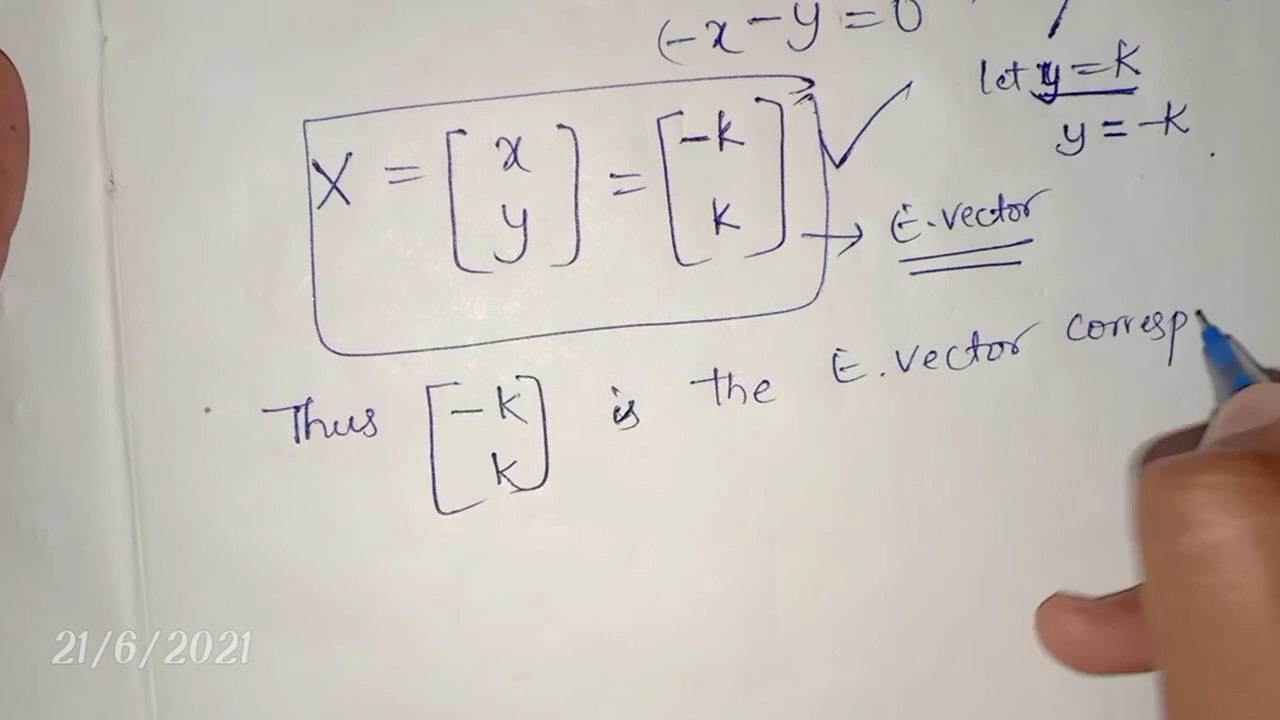 (-x-y=0
let y=k
y=-k
X = [x y] = [-k k] → E.vector
Thus [-k k] is the E.vector corresp
21/6/2021